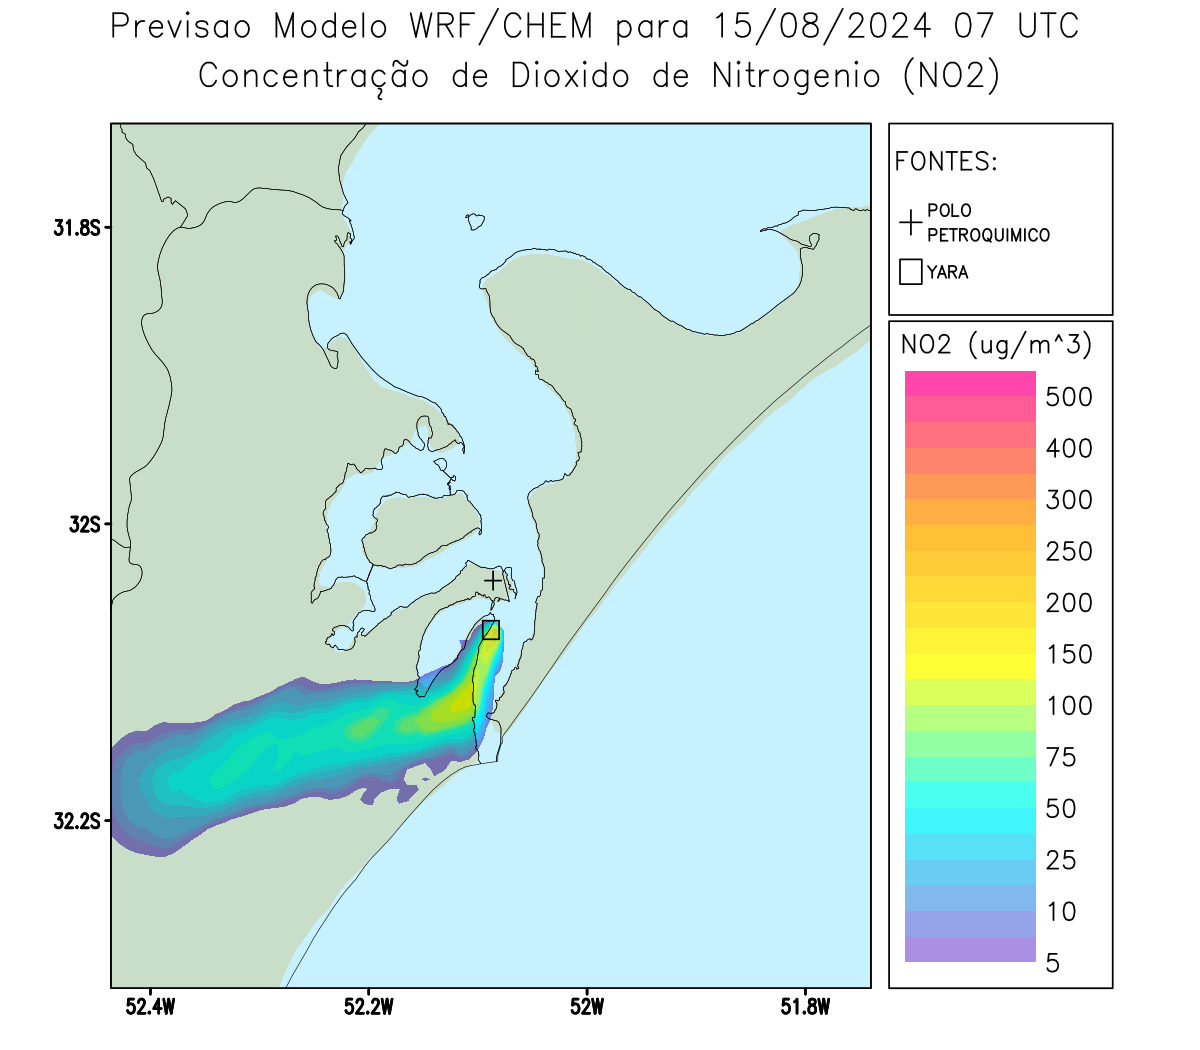 Previsao Modelo WRF/CHEM para 15/08/2024 07 UTC
Concentração de Dioxido de Nitrogenio (NO2)
FONTES:
POLO
PETROQUIMICO
YARA
NO2 (ug/m^3)
500
400
300
250
200
150
100
75
50
25
10
5
31.8S
32S
32.2S
52.4W
52.2W
52W
51.8W